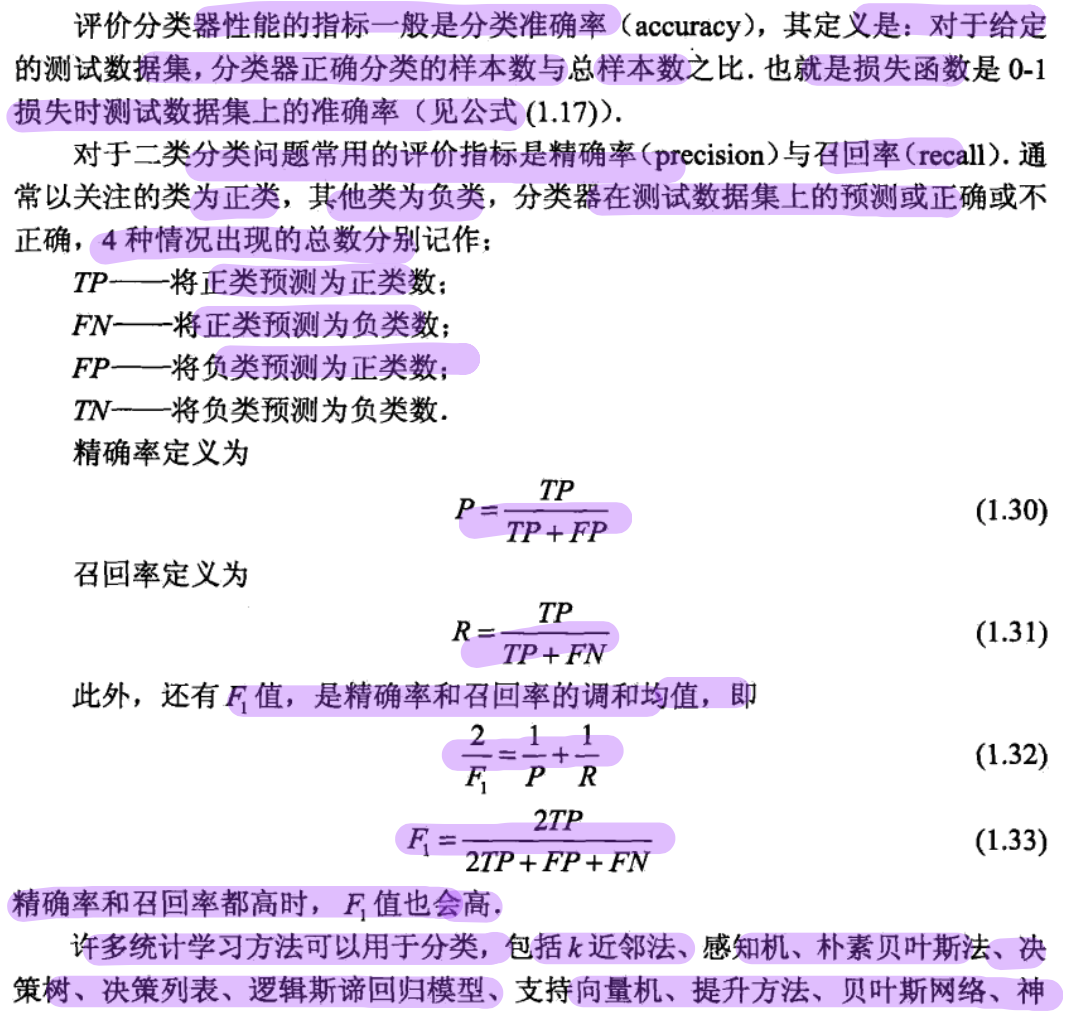 评价分类器性能的指标一般是分类准确率（accuracy），其定义是：对于给定
的测试数据集，分类器正确分类的样本数与总样本数之比．也就是损失函数是 0-1
损失时测试数据集上的准确率（见公式 (1.17)）．
对于二类分类问题常用的评价指标是精确率（precision）与召回率（recall）．通
常以关注的类为正类，其他类为负类，分类器在测试数据集上的预测或正确或不
正确，4 种情况出现的总数分别记作：
TP——将正类预测为正类数；
FN——将正类预测为负类数；
FP——将负类预测为正类数；
TN——将负类预测为负类数．
精确率定义为
P = TP / (TP + FP) (1.30)
召回率定义为
R = TP / (TP + FN) (1.31)
此外，还有 F₁ 值，是精确率和召回率的调和均值，即
2/F₁ = 1/P + 1/R (1.32)
F₁ = 2TP / (2TP + FP + FN) (1.33)
精确率和召回率都高时，F₁ 值也会高．
许多统计学习方法可以用于分类，包括 k 近邻法、感知机、朴素贝叶斯法、决
策树、决策列表、逻辑斯谛回归模型、支持向量机、提升方法、贝叶斯网络、神